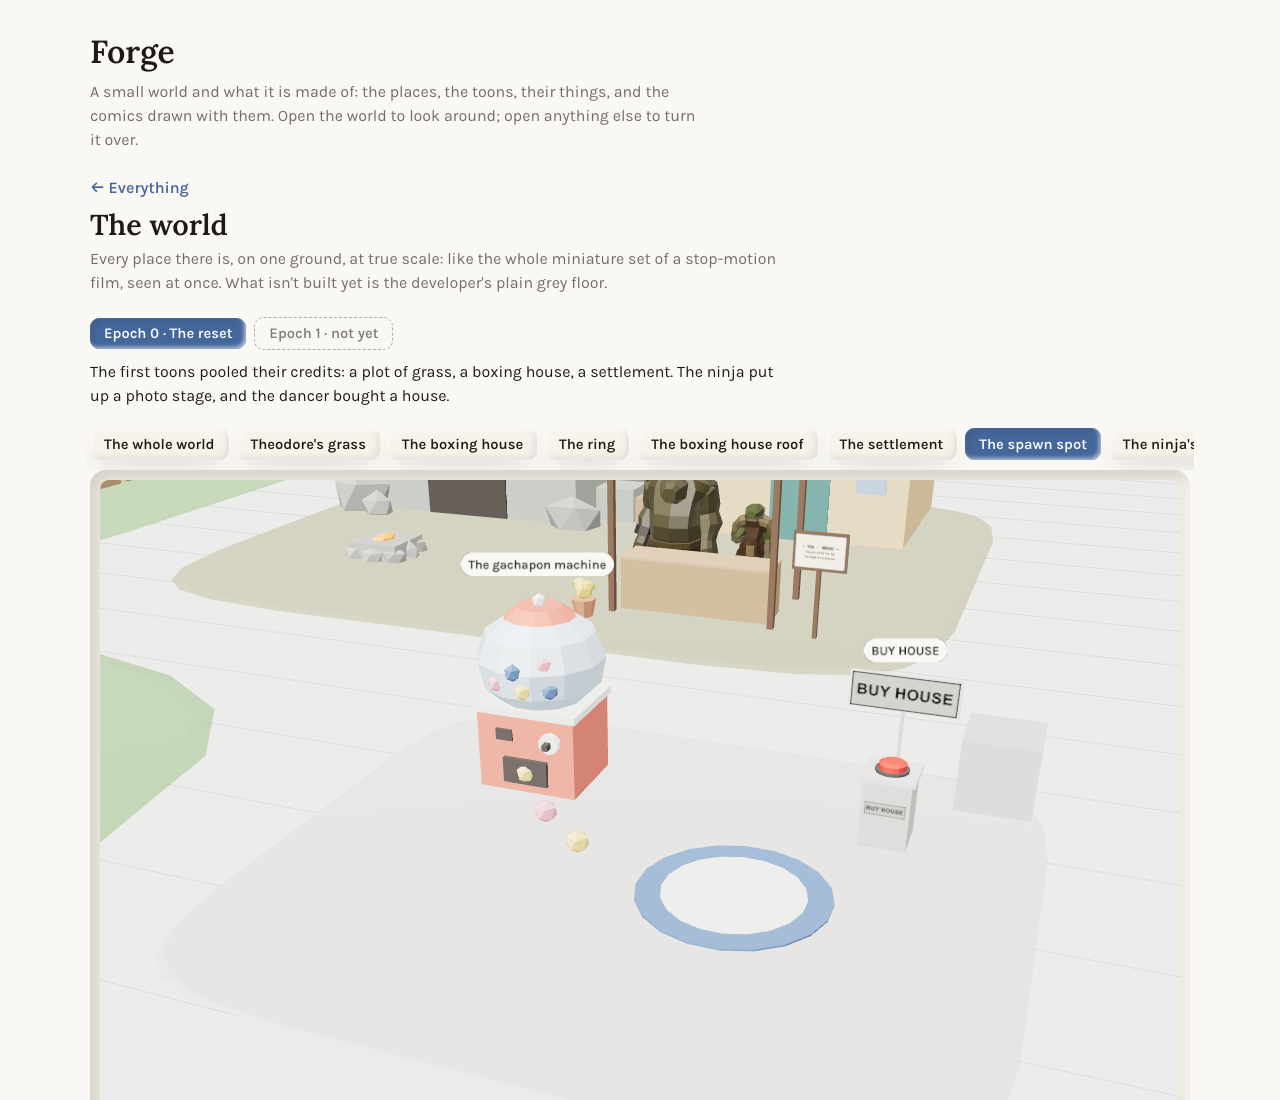 Forge
A small world and what it is made of: the places, the toons, their things, and the
comics drawn with them. Open the world to look around; open anything else to turn
it over.
← Everything
The world
Every place there is, on one ground, at true scale: like the whole miniature set of a stop-motion
film, seen at once. What isn't built yet is the developer's plain grey floor.
Epoch 0 · The reset
Epoch 1 · not yet
The first toons pooled their credits: a plot of grass, a boxing house, a settlement. The ninja put
up a photo stage, and the dancer bought a house.
The whole world
Theodore's grass
The boxing house
The ring
The boxing house roof
The settlement
The spawn spot
The ninja's
The gachapon machine
BUY HOUSE
BUY HOUSE
BUY HOUSE